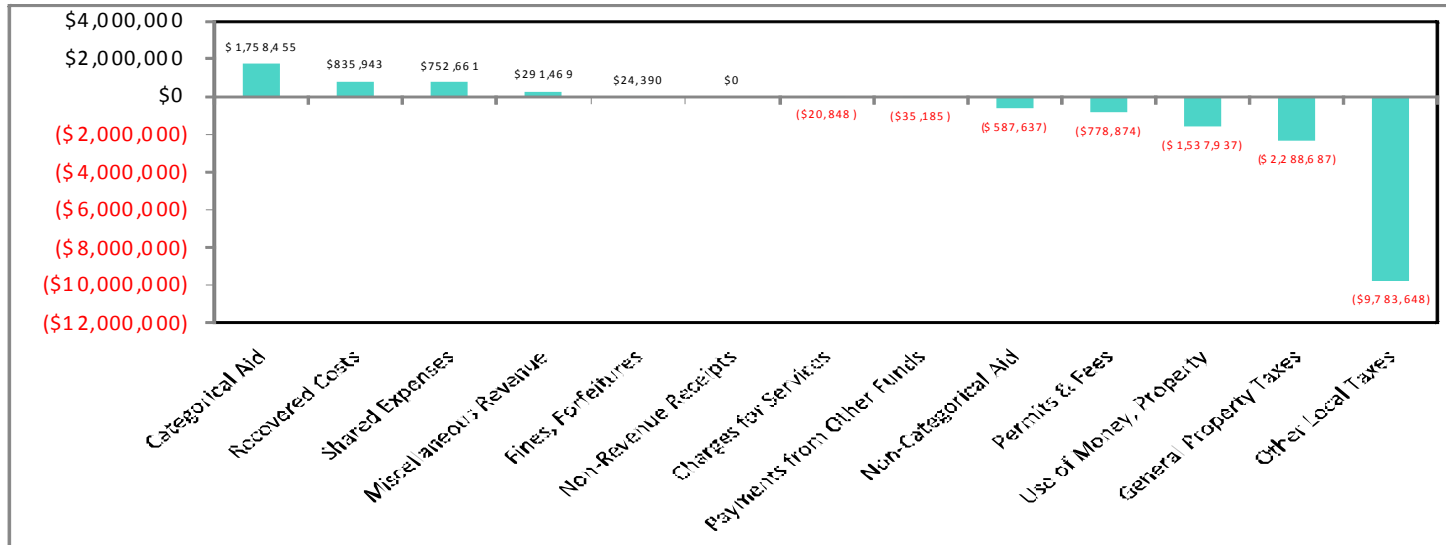 $4,000,000
$2,000,000
$0
($2,000,000)
($4,000,000)
($6,000,000)
($8,000,000)
($10,000,000)
($12,000,000)
$1,758,455
$835,943
$752,661
$291,469
$24,390
$0
($20,848)
($35,185)
($587,637)
($778,874)
($1,537,937)
($2,288,687)
($9,783,648)
Categorical Aid
Recovered Costs
Shared Expenses
Miscellaneous Revenue
Fines, Forfeitures
Non-Revenue Receipts
Charges for Services
Payments from Other Funds
Non-Categorical Aid
Permits & Fees
Use of Money, Property
General Property Taxes
Other Local Taxes